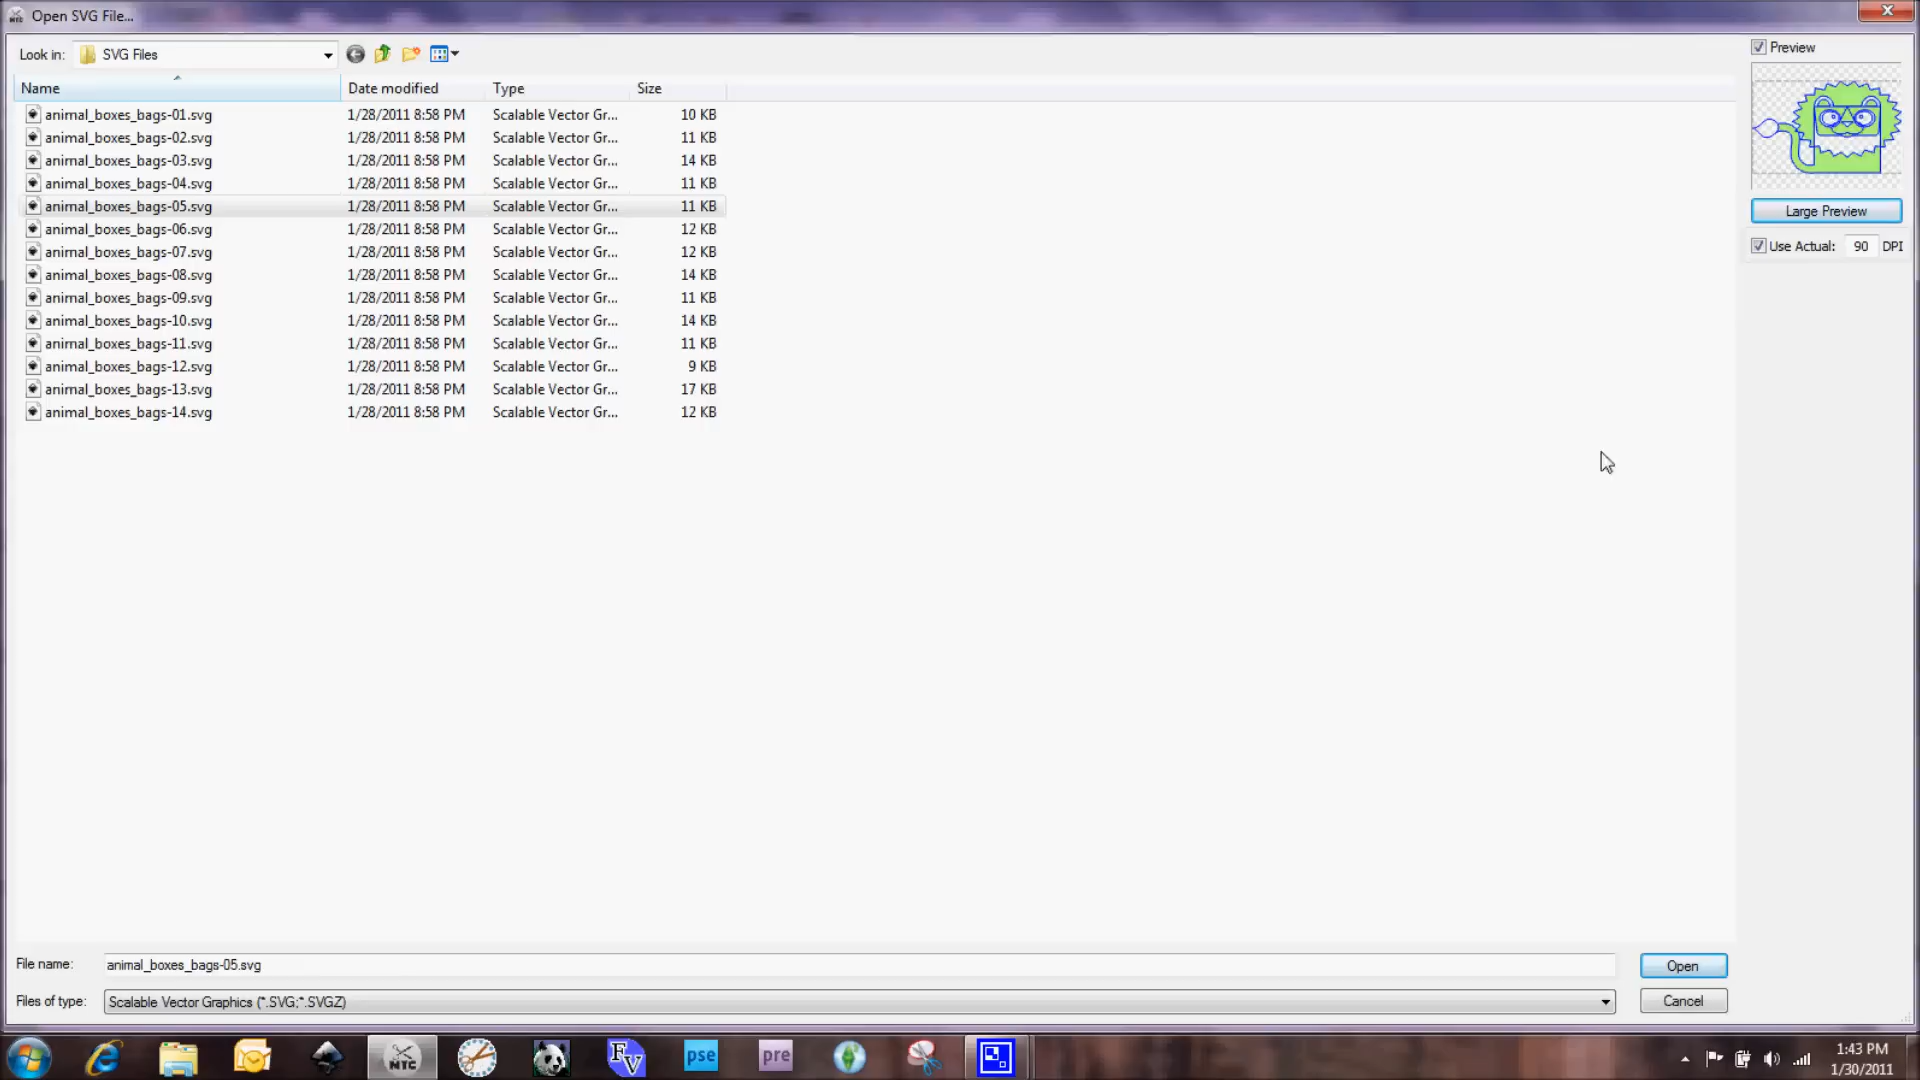 Open SVG File...
Look in: SVG Files
Preview
Name Date modified Type Size
animal_boxes_bags-01.svg 1/28/2011 8:58 PM Scalable Vector Gr... 10 KB
animal_boxes_bags-02.svg 1/28/2011 8:58 PM Scalable Vector Gr... 11 KB
animal_boxes_bags-03.svg 1/28/2011 8:58 PM Scalable Vector Gr... 14 KB
animal_boxes_bags-04.svg 1/28/2011 8:58 PM Scalable Vector Gr... 11 KB
animal_boxes_bags-05.svg 1/28/2011 8:58 PM Scalable Vector Gr... 11 KB
Large Preview
animal_boxes_bags-06.svg 1/28/2011 8:58 PM Scalable Vector Gr... 12 KB
Use Actual: 90 DPI
animal_boxes_bags-07.svg 1/28/2011 8:58 PM Scalable Vector Gr... 12 KB
animal_boxes_bags-08.svg 1/28/2011 8:58 PM Scalable Vector Gr... 14 KB
animal_boxes_bags-09.svg 1/28/2011 8:58 PM Scalable Vector Gr... 11 KB
animal_boxes_bags-10.svg 1/28/2011 8:58 PM Scalable Vector Gr... 14 KB
animal_boxes_bags-11.svg 1/28/2011 8:58 PM Scalable Vector Gr... 11 KB
animal_boxes_bags-12.svg 1/28/2011 8:58 PM Scalable Vector Gr... 9 KB
animal_boxes_bags-13.svg 1/28/2011 8:58 PM Scalable Vector Gr... 17 KB
animal_boxes_bags-14.svg 1/28/2011 8:58 PM Scalable Vector Gr... 12 KB
File name: animal_boxes_bags-05.svg Open
Files of type: Scalable Vector Graphics (*.SVG;*.SVGZ) Cancel
MTC FV pse pre
1:43 PM
1/30/2011